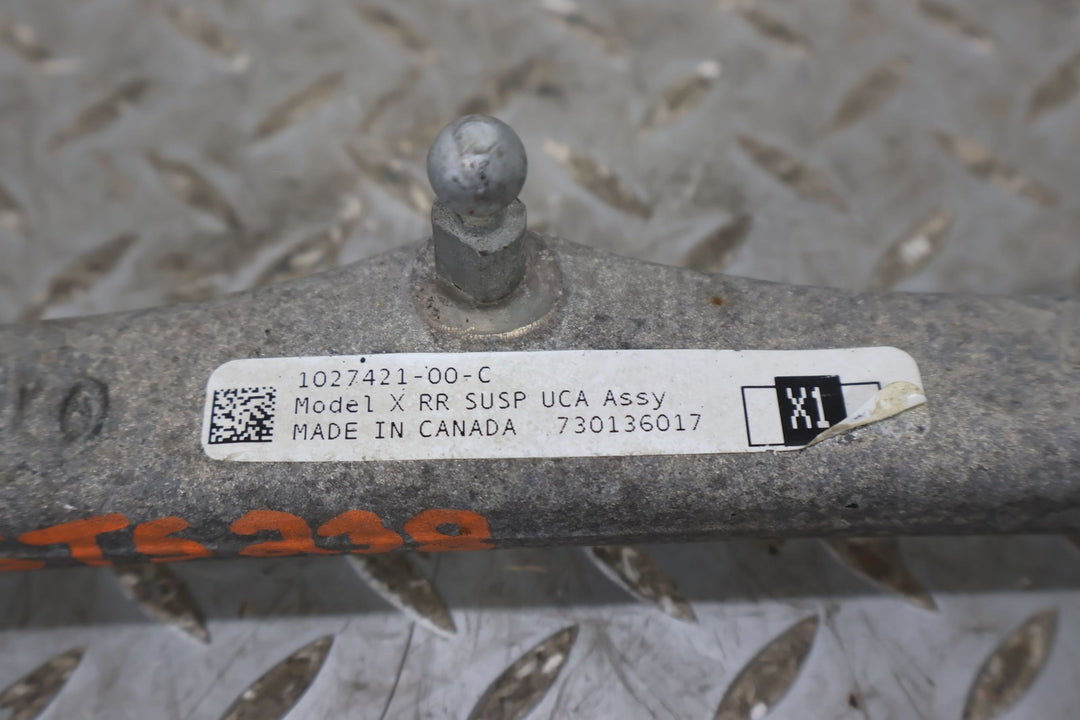 1027421-00-C
Model X RR SUSP UCA Assy
MADE IN CANADA 730136017
X1